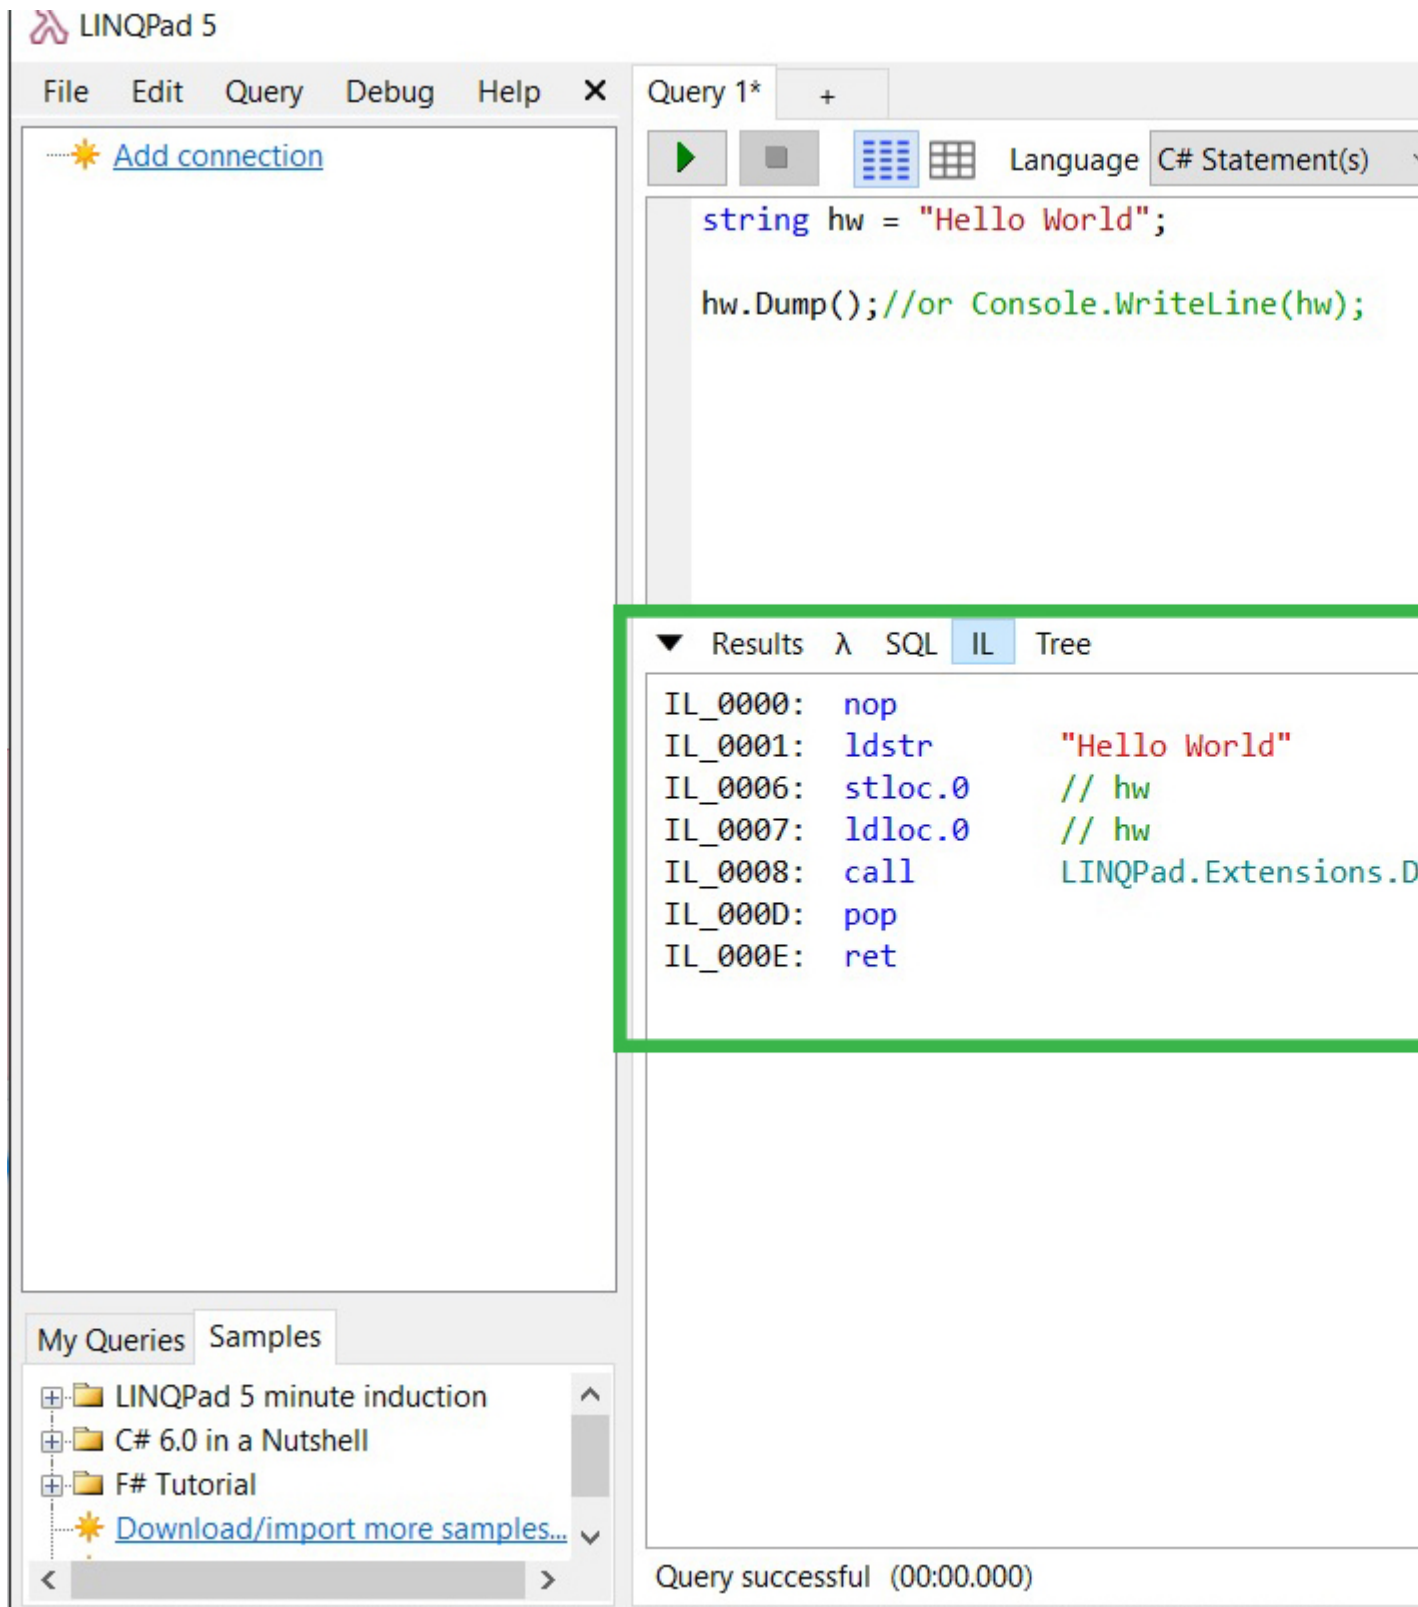 LINQPad 5
File Edit Query Debug Help ×
Add connection
My Queries Samples
LINQPad 5 minute induction
C# 6.0 in a Nutshell
F# Tutorial
Download/import more samples...
Query 1* +
Language C# Statement(s)
string hw = "Hello World";
hw.Dump();//or Console.WriteLine(hw);
Results λ SQL IL Tree
IL_0000: nop
IL_0001: ldstr "Hello World"
IL_0006: stloc.0 // hw
IL_0007: ldloc.0 // hw
IL_0008: call LINQPad.Extensions.D
IL_000D: pop
IL_000E: ret
Query successful (00:00.000)